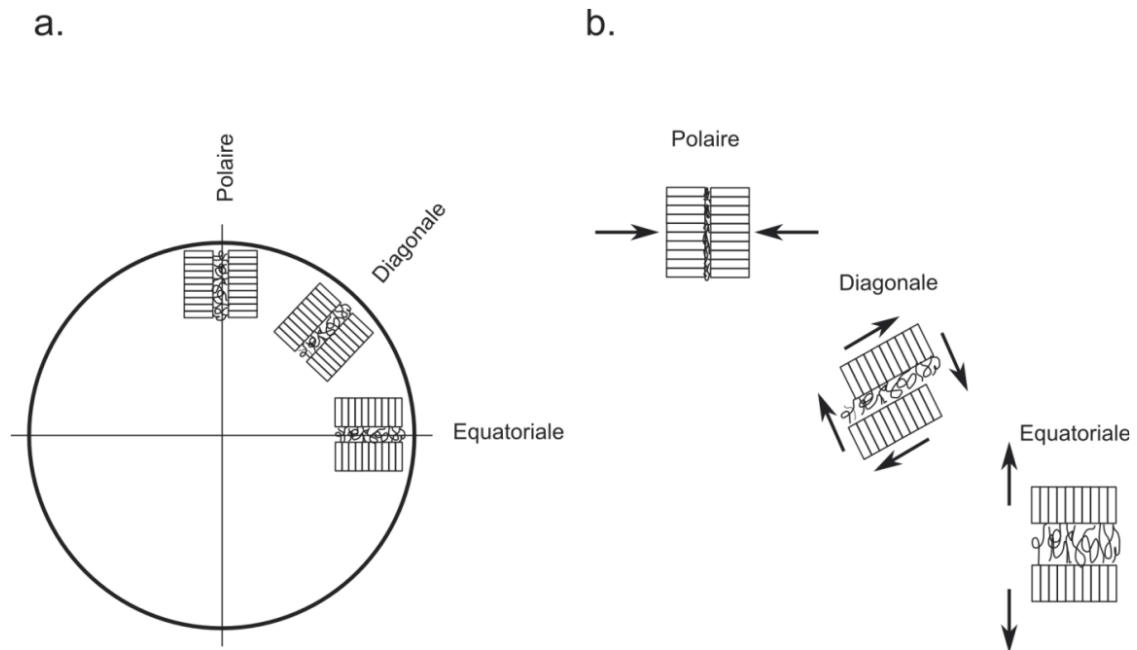 a.
Polaire
Diagonale
Equatoriale
b.
Polaire
Diagonale
Equatoriale